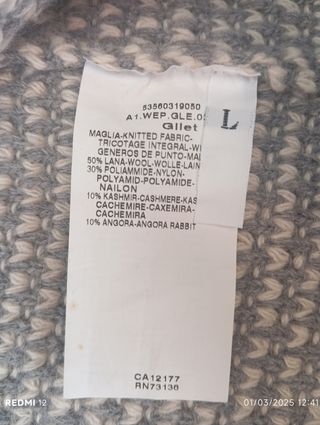 53560319050
A1.WEP.GLE.0
Gilet
L
MAGLIA-KNITTED FABRIC-
TRICOTAGE INTEGRAL-WI
GENEROS DE PUNTO-MA
50% LANA-WOOL-WOLLE-LAIN
30% POLIAMMIDE-NYLON-
POLYAMID-POLYAMIDE-
NAILON
10% KASHMIR-CASHMERE-KAS
CACHEMIRE-CAXEMIRA-
CACHEMIRA
10% ANGORA-ANGORA RABBIT
CA12177
RN73136
REDMI 12
01/03/2025 12:41